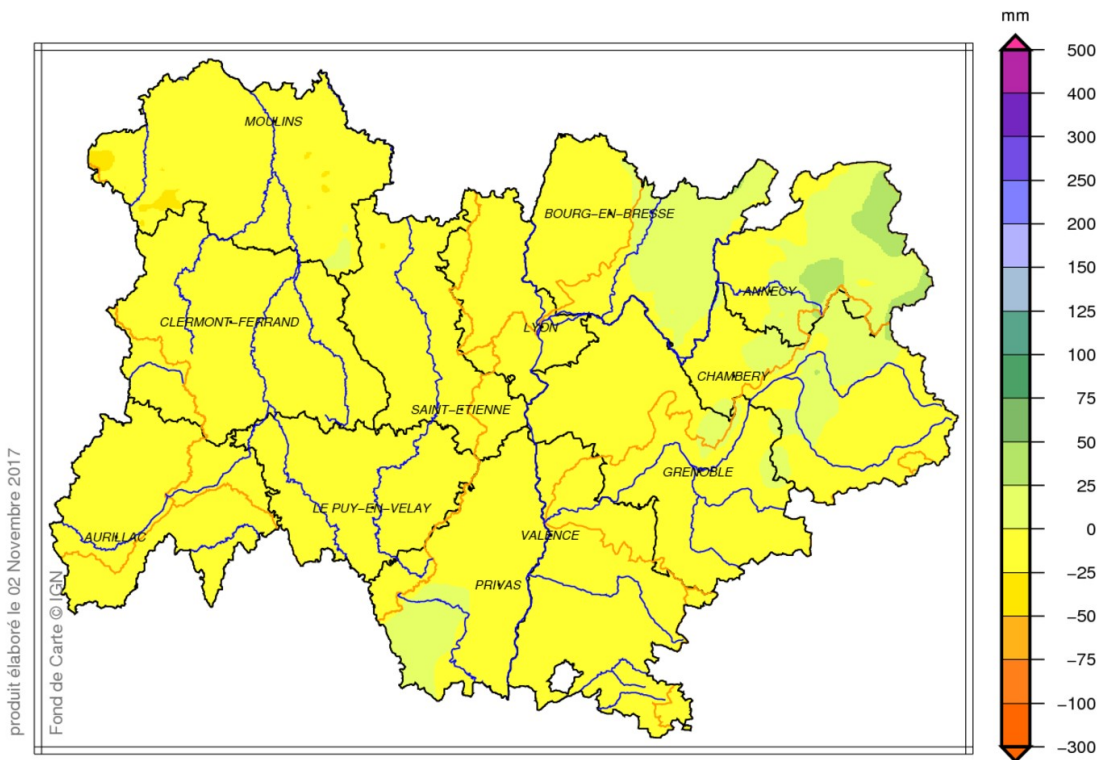 mm
500
400
300
250
200
150
125
100
75
50
25
0
−25
−50
−75
−100
−300
MOULINS
BOURG−EN−BRESSE
ANNECY
CLERMONT−FERRAND
LYON
CHAMBERY
SAINT−ETIENNE
GRENOBLE
LE PUY−EN−VELAY
AURILLAC
VALENCE
PRIVAS
produit élaboré le 02 Novembre 2017
Fond de Carte © IGN